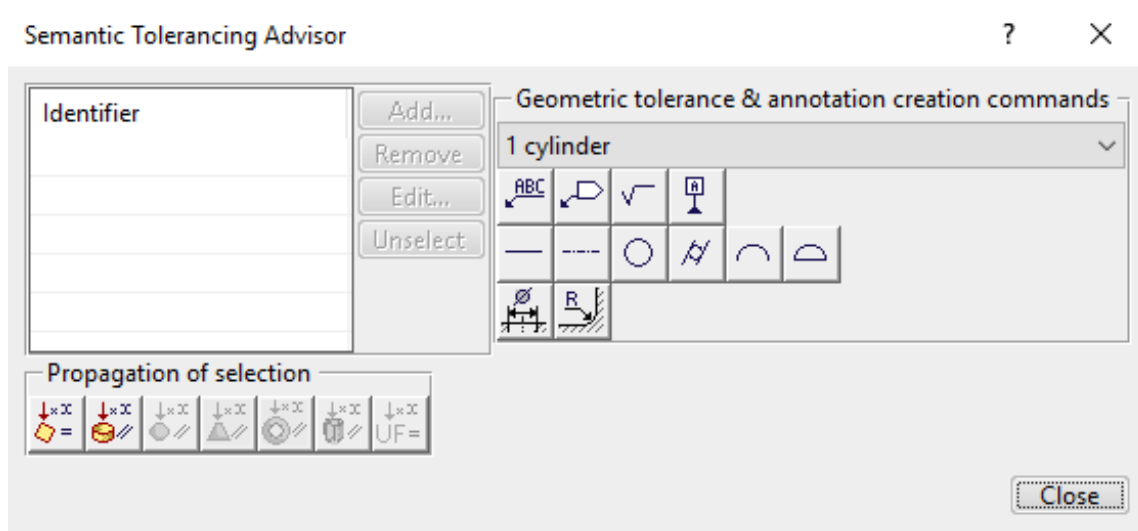 Semantic Tolerancing Advisor
?
Identifier
Add...
Remove
Edit...
Unselect
Geometric tolerance & annotation creation commands
1 cylinder
ABC
A
R
Propagation of selection
x x
x x
x x
x x
x x
x x
x x
UF=
Close